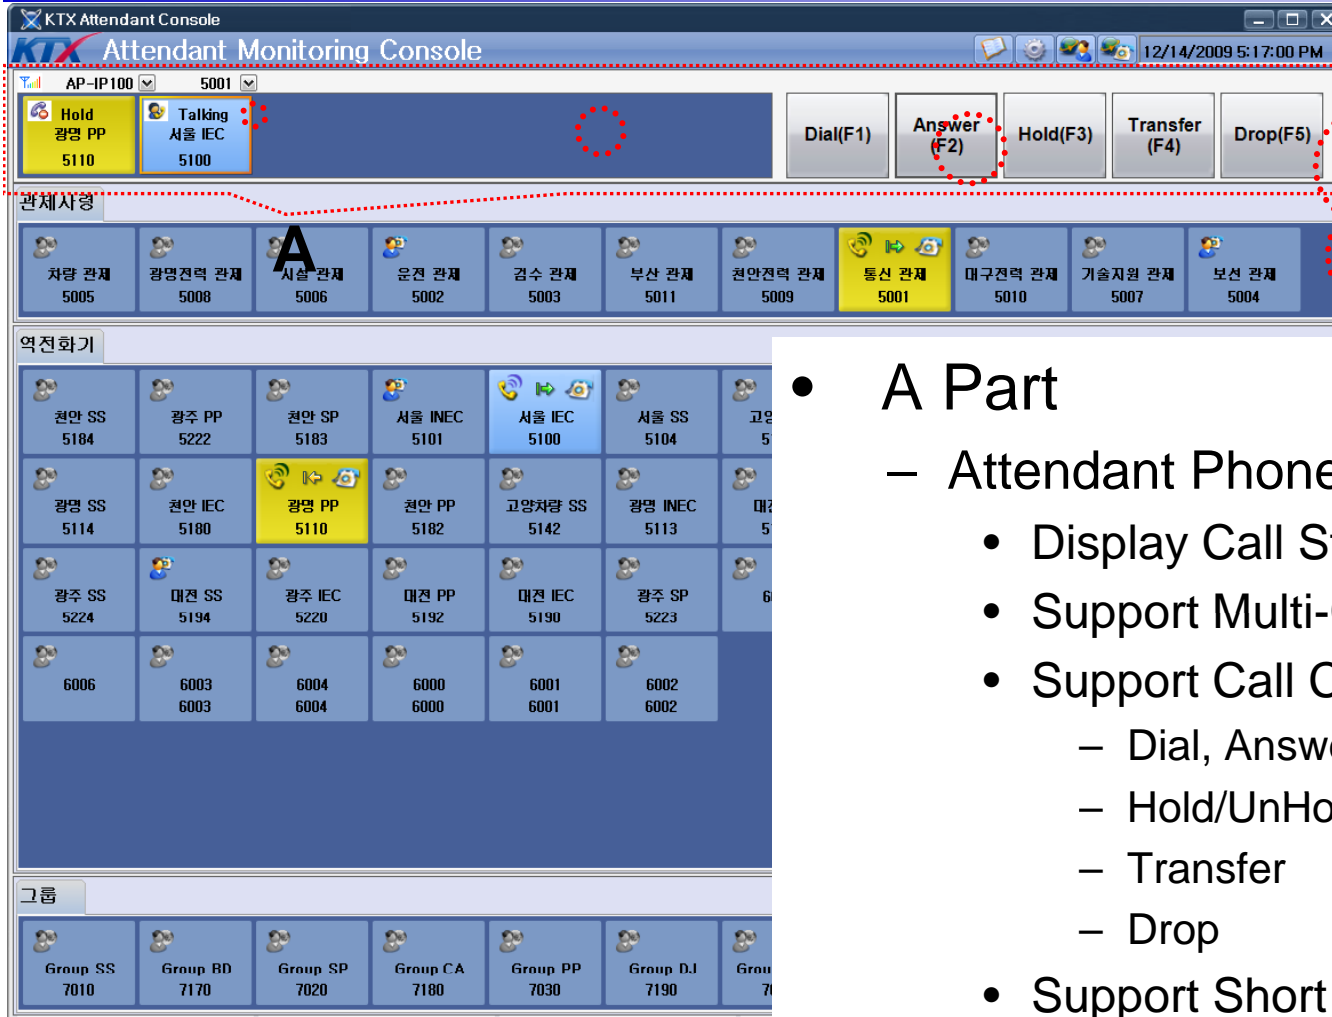 KTX Attendant Console
KTX Attendant Monitoring Console
12/14/2009 5:17:00 PM
AP-IP100 5001
Hold
광명 PP
5110
Talking
서울 IEC
5100
Dial(F1)
Answer
(F2)
Hold(F3)
Transfer
(F4)
Drop(F5)
관제사령
A
차량 관제
5005
광명전력 관제
5008
시설 관제
5006
운전 관제
5002
검수 관제
5003
부산 관제
5011
천안전력 관제
5009
통신 관제
5001
대구전력 관제
5010
기술지원 관제
5007
보선 관제
5004
역전화기
천안 SS
5184
광주 PP
5222
천안 SP
5183
서울 INEC
5101
서울 IEC
5100
서울 SS
5104
광명 SS
5114
천안 IEC
5180
광명 PP
5110
천안 PP
5182
고양차량 SS
5142
광명 INEC
5113
광주 SS
5224
대전 SS
5194
광주 IEC
5220
대전 PP
5192
대전 IEC
5190
광주 SP
5223
6006
6003
6003
6004
6004
6000
6000
6001
6001
6002
6002
그룹
Group SS
7010
Group BD
7170
Group SP
7020
Group CA
7180
Group PP
7030
Group DJ
7190
• A Part
– Attendant Phone
• Display Call
• Support Multi-
• Support Call
– Dial,
–
– Transfer
– Drop
• Support Short